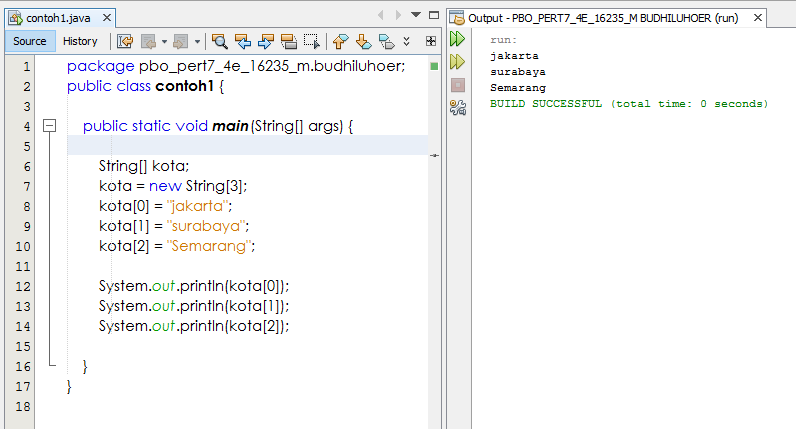 contoh1.java
Source History
1 package pbo_pert7_4e_16235_m.budhiluhoer;
2 public class contoh1 {
3
4 public static void main(String[] args) {
5
6 String[] kota;
7 kota = new String[3];
8 kota[0] = "jakarta";
9 kota[1] = "surabaya";
10 kota[2] = "Semarang";
11
12 System.out.println(kota[0]);
13 System.out.println(kota[1]);
14 System.out.println(kota[2]);
15
16 }
17 }
18
Output - PBO_PERT7_4E_16235_M BUDHILUHOER (run)
run:
jakarta
surabaya
Semarang
BUILD SUCCESSFUL (total time: 0 seconds)